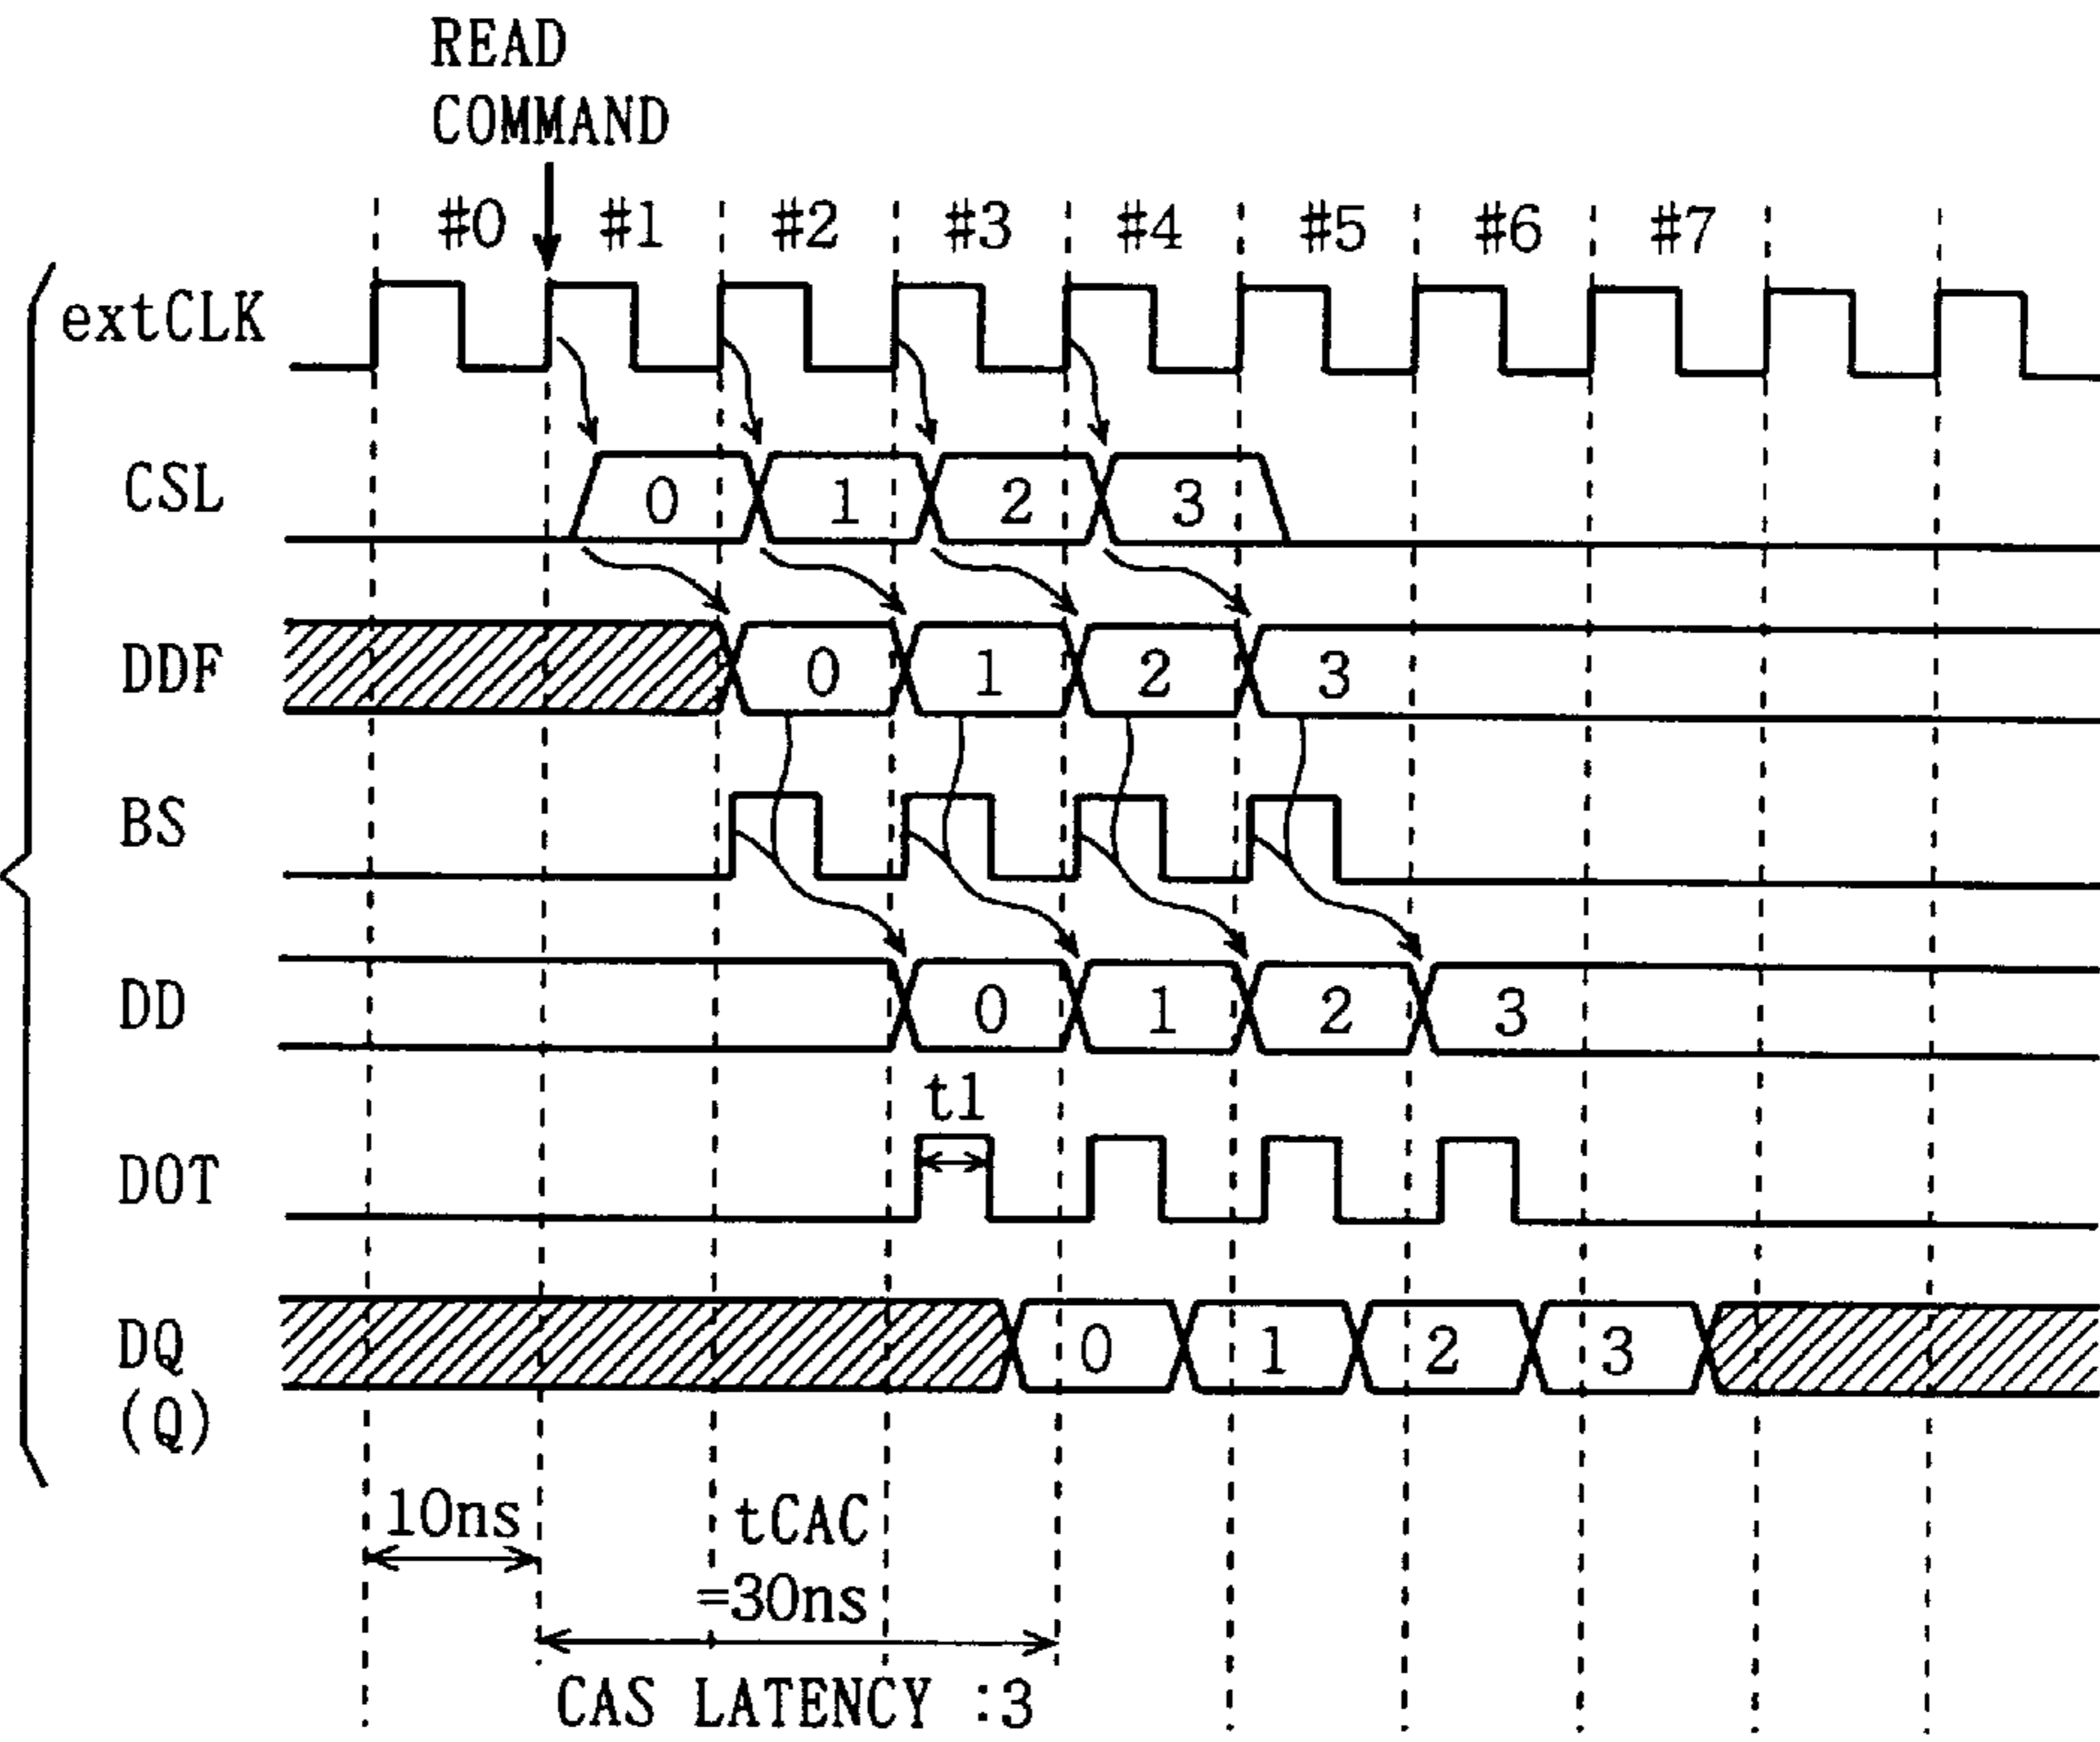 READ
COMMAND
#0 #1 #2 #3 #4 #5 #6 #7
extCLK
CSL 0 1 2 3
DDF 0 1 2 3
BS
DD 0 1 2 3
t1
DOT
DQ 0 1 2 3
(Q)
10ns tCAC
=30ns
CAS LATENCY :3